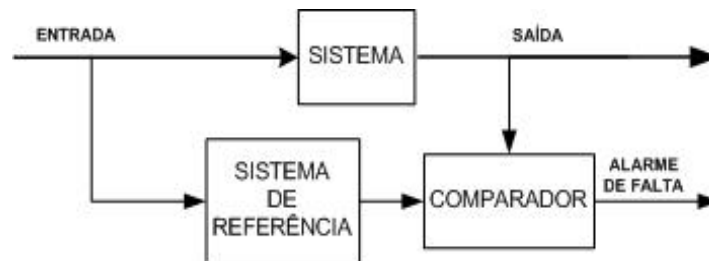 ENTRADA
SISTEMA
SAÍDA
SISTEMA
DE
REFERÊNCIA
COMPARADOR
ALARME
DE FALTA